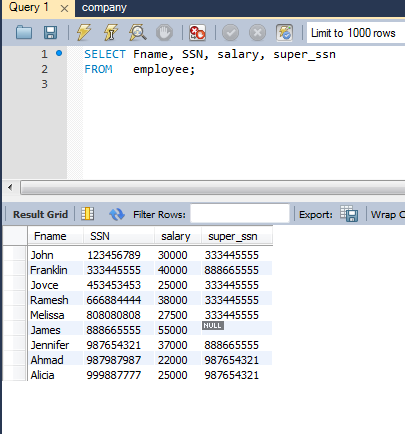 Query 1 company
Limit to 1000 rows
1 SELECT Fname, SSN, salary, super_ssn
2 FROM employee;
3
Result Grid Filter Rows: Export: Wrap C
Fname SSN salary super_ssn
John 123456789 30000 333445555
Franklin 333445555 40000 888665555
Jovce 453453453 25000 333445555
Ramesh 666884444 38000 333445555
Melissa 808080808 27500 333445555
James 888665555 55000 NULL
Jennifer 987654321 37000 888665555
Ahmad 987987987 22000 987654321
Alicia 999887777 25000 987654321